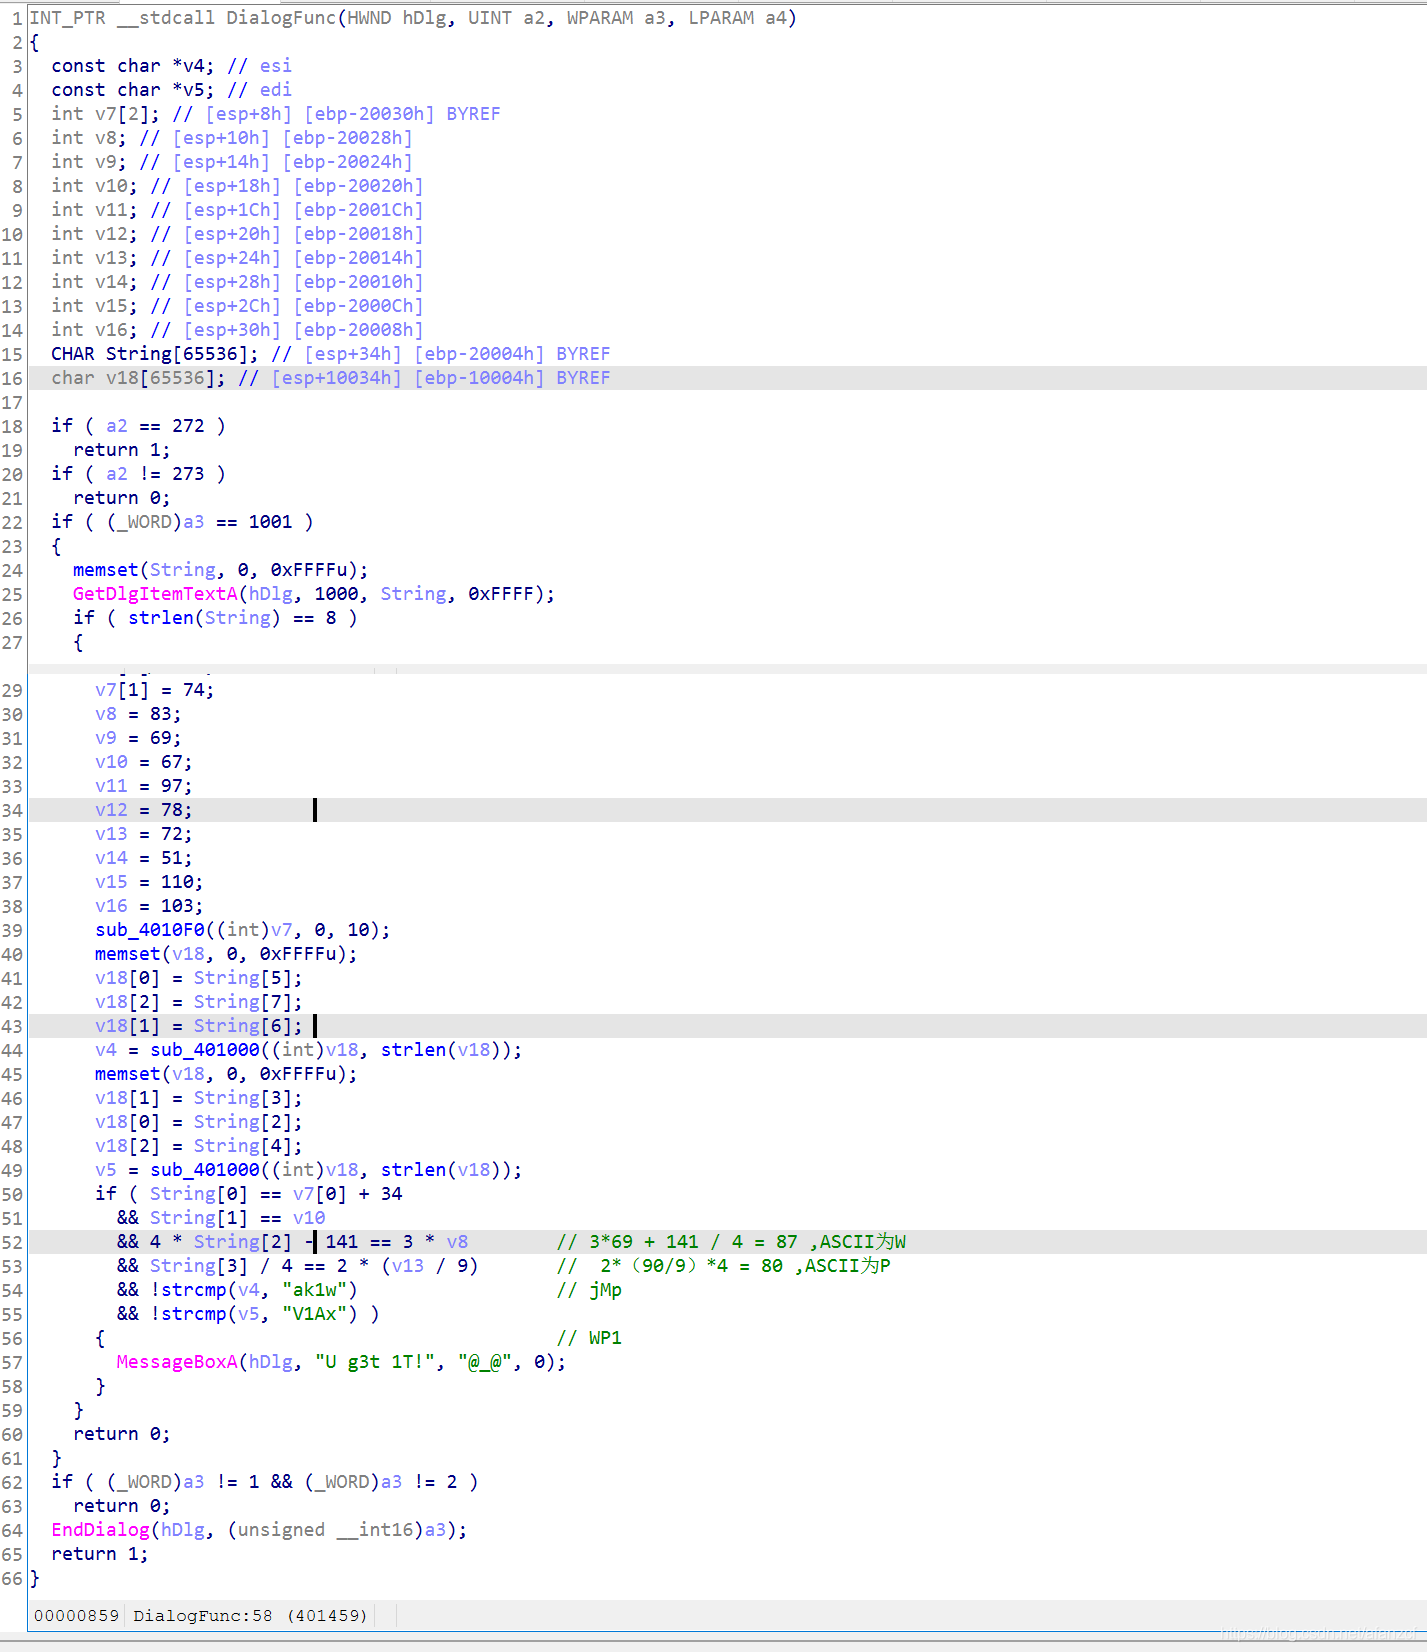 1 INT_PTR __stdcall DialogFunc(HWND hDlg, UINT a2, WPARAM a3, LPARAM a4)
2 {
3 const char *v4; // esi
4 const char *v5; // edi
5 int v7[2]; // [esp+8h] [ebp-20030h] BYREF
6 int v8; // [esp+10h] [ebp-20028h]
7 int v9; // [esp+14h] [ebp-20024h]
8 int v10; // [esp+18h] [ebp-20020h]
9 int v11; // [esp+1Ch] [ebp-2001Ch]
10 int v12; // [esp+20h] [ebp-20018h]
11 int v13; // [esp+24h] [ebp-20014h]
12 int v14; // [esp+28h] [ebp-20010h]
13 int v15; // [esp+2Ch] [ebp-2000Ch]
14 int v16; // [esp+30h] [ebp-20008h]
15 CHAR String[65536]; // [esp+34h] [ebp-20004h] BYREF
16 char v18[65536]; // [esp+10034h] [ebp-10004h] BYREF
17
18 if ( a2 == 272 )
19 return 1;
20 if ( a2 != 273 )
21 return 0;
22 if ( (_WORD)a3 == 1001 )
23 {
24 memset(String, 0, 0xFFFFu);
25 GetDlgItemTextA(hDlg, 1000, String, 0xFFFF);
26 if ( strlen(String) == 8 )
27 {
29 v7[1] = 74;
30 v8 = 83;
31 v9 = 69;
32 v10 = 67;
33 v11 = 97;
34 v12 = 78;
35 v13 = 72;
36 v14 = 51;
37 v15 = 110;
38 v16 = 103;
39 sub_4010F0((int)v7, 0, 10);
40 memset(v18, 0, 0xFFFFu);
41 v18[0] = String[5];
42 v18[2] = String[7];
43 v18[1] = String[6];
44 v4 = sub_401000((int)v18, strlen(v18));
45 memset(v18, 0, 0xFFFFu);
46 v18[1] = String[3];
47 v18[0] = String[2];
48 v18[2] = String[4];
49 v5 = sub_401000((int)v18, strlen(v18));
50 if ( String[0] == v7[0] + 34
51 && String[1] == v10
52 && 4 * String[2] - 141 == 3 * v8 // 3*69 + 141 / 4 = 87 ,ASCII为W
53 && String[3] / 4 == 2 * (v13 / 9) // 2*（90/9）*4 = 80 ,ASCII为P
54 && !strcmp(v4, "ak1w") // jMp
55 && !strcmp(v5, "V1Ax") )
56 { // WP1
57 MessageBoxA(hDlg, "U g3t 1T!", "@_@", 0);
58 }
59 }
60 return 0;
61 }
62 if ( (_WORD)a3 != 1 && (_WORD)a3 != 2 )
63 return 0;
64 EndDialog(hDlg, (unsigned __int16)a3);
65 return 1;
66 }
00000859 DialogFunc:58 (401459)